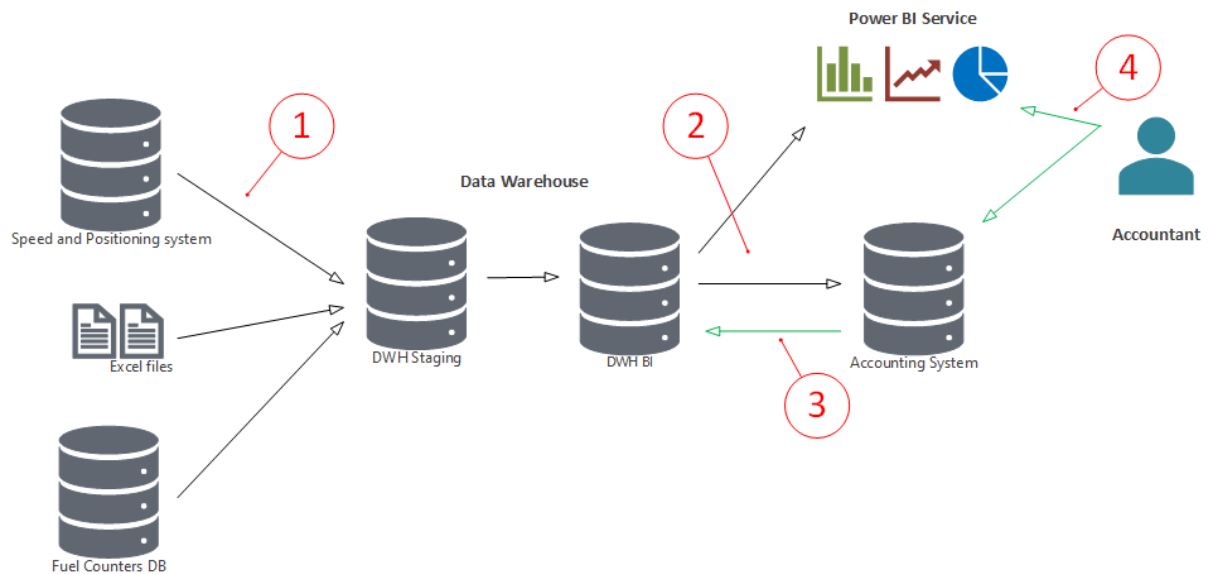 Power BI Service
4
1
2
Data Warehouse
Speed and Positioning system
Accountant
DWH Staging
DWH BI
Accounting System
Excel files
3
Fuel Counters DB